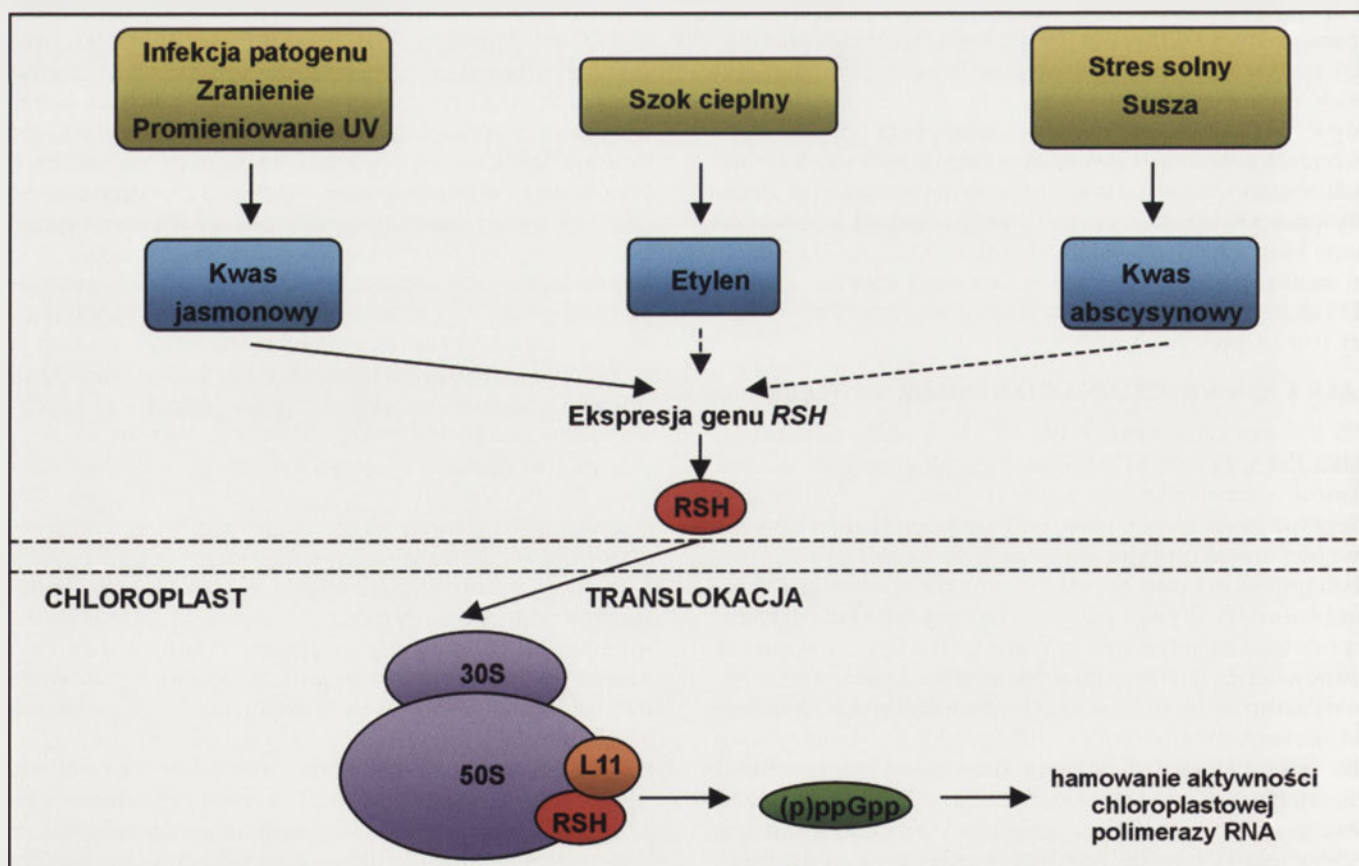 Infekcja patogenu
Zranienie
Promieniowanie UV
Szok cieplny
Stres solny
Susza
Kwas
jasmonowy
Etylen
Kwas
abscysynowy
Ekspresja genu RSH
RSH
CHLOROPLAST
TRANSLOKACJA
30S
50S
L11
RSH
(p)ppGpp
hamowanie aktywności
chloroplastowej
polimerazy RNA